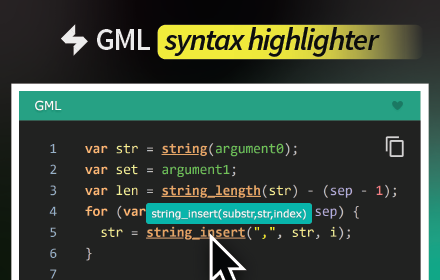 GML syntax highlighter
GML
1 var str = string(argument0);
2 var set = argument1;
3 var len = string_length(str) - (sep - 1);
string_insert(substr,str,index)
4 for (var sep) {
5 str = string_insert(",", str, i);
6 }
7